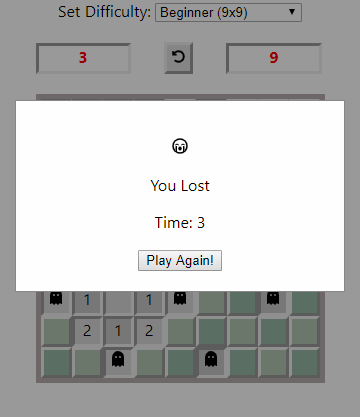 Set Difficulty: Beginner (9x9)
3 9
You Lost
Time: 3
Play Again!
1 1
2 1 2